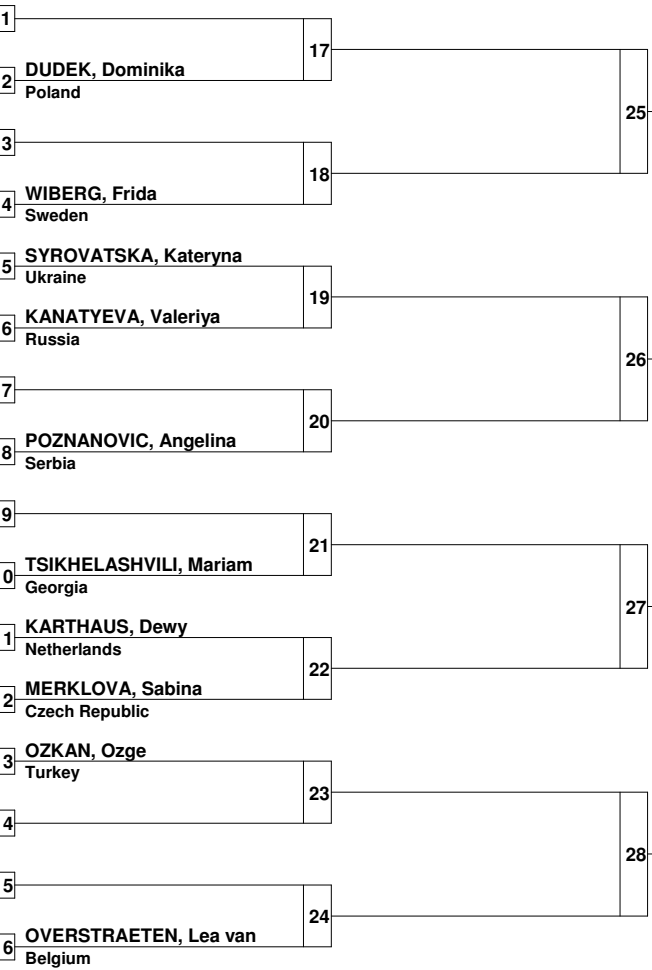 1
17
2 DUDEK, Dominika
Poland
25
3
18
4 WIBERG, Frida
Sweden
5 SYROVATSKA, Kateryna
Ukraine
19
6 KANATYEVA, Valeriya
Russia
26
7
20
8 POZNANOVIC, Angelina
Serbia
9
21
0 TSIKHELASHVILI, Mariam
Georgia
27
1 KARTHAUS, Dewy
Netherlands
22
2 MERKLOVA, Sabina
Czech Republic
3 OZKAN, Ozge
Turkey
23
4
28
5
24
6 OVERSTRAETEN, Lea van
Belgium